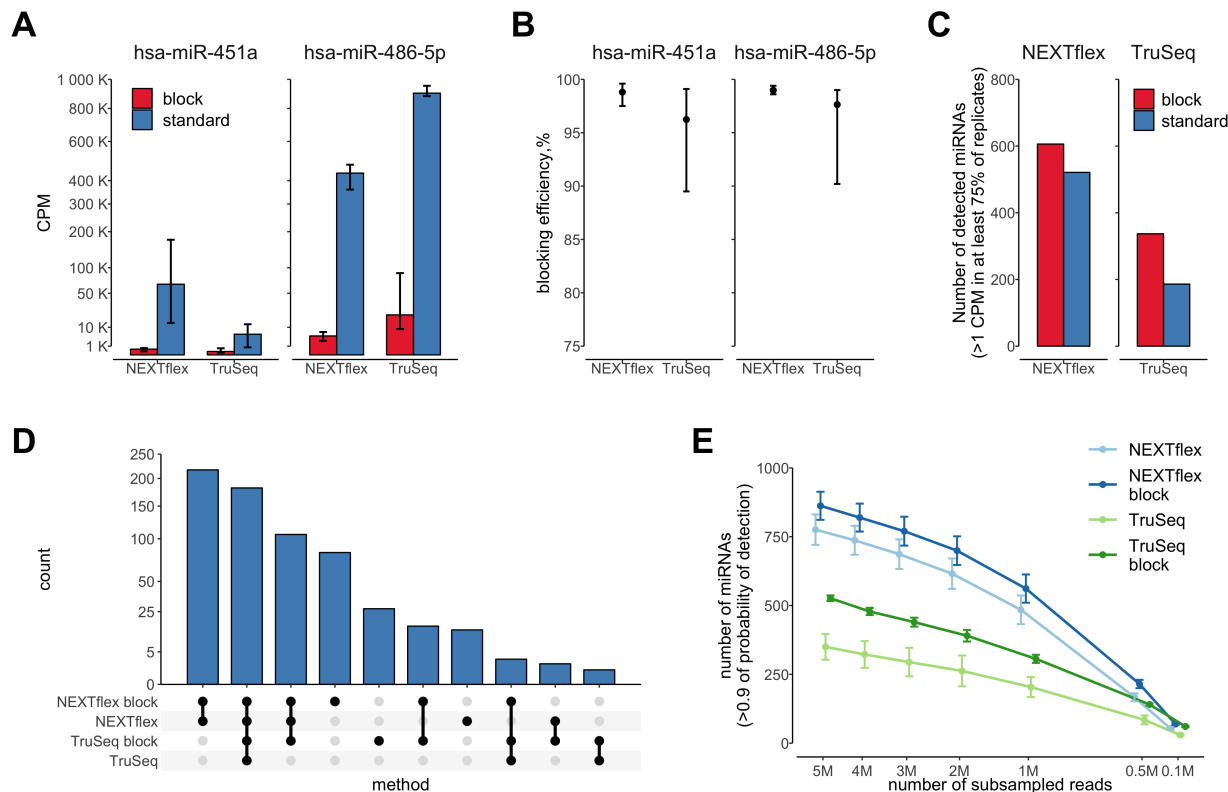 A
hsa-miR-451a
hsa-miR-486-5p
CPM
1 000 K
800 K
600 K
400 K
300 K
200 K
100 K
50 K
10 K
1 K
block
standard
NEXTflex
TruSeq
NEXTflex
TruSeq
B
hsa-miR-451a
hsa-miR-486-5p
blocking efficiency,%
100
95
90
85
80
75
NEXTflex
TruSeq
NEXTflex
TruSeq
C
NEXTflex
TruSeq
Number of detected miRNAs
(>1 CPM in at least 75% of replicates)
800
600
400
200
0
block
standard
NEXTflex
TruSeq
D
count
250
200
150
100
50
25
5
0
NEXTflex block
NEXTflex
TruSeq block
TruSeq
method
E
number of miRNAs
(>0.9 of probability of detection)
1000
750
500
250
0
NEXTflex
NEXTflex
block
TruSeq
TruSeq
block
5M
4M
3M
2M
1M
0.5M
0.1M
number of subsampled reads